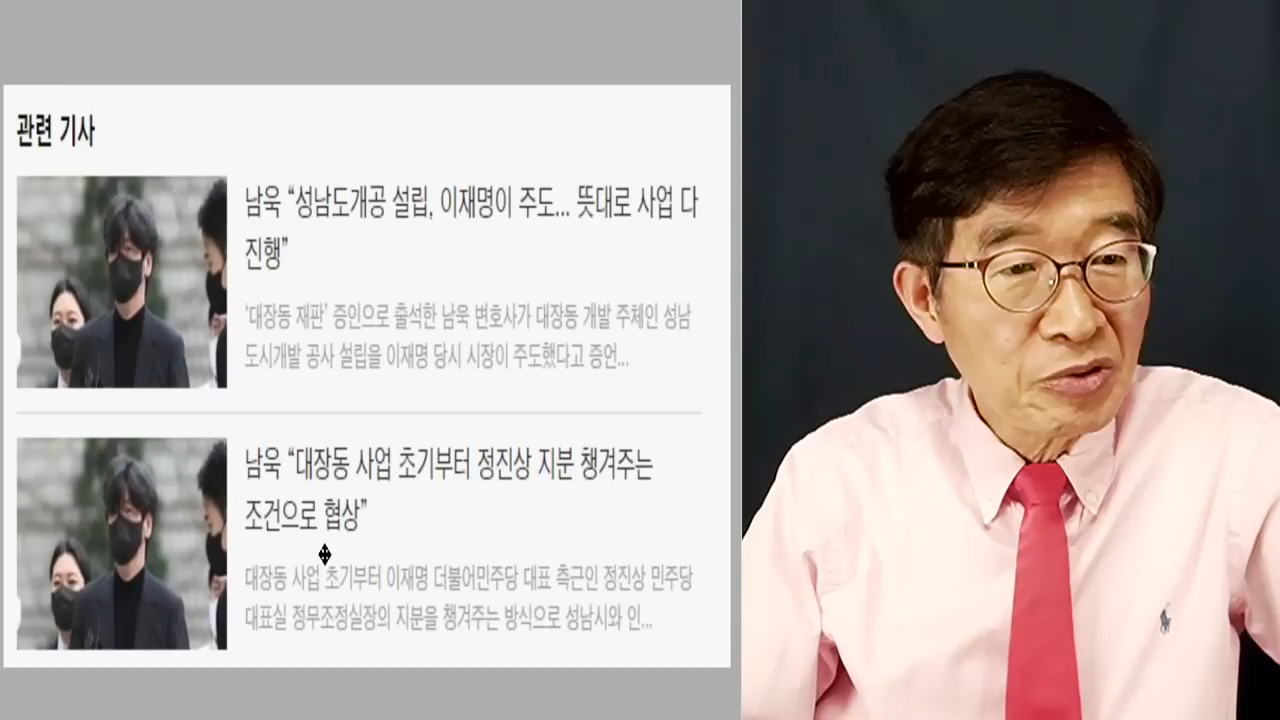 관련 기사
남욱 “성남도개공 설립, 이재명이 주도... 뜻대로 사업 다
진행”
‘대장동 재판’ 증인으로 출석한 남욱 변호사가 대장동 개발 주체인 성남
도시개발 공사 설립을 이재명 당시 시장이 주도했다고 증언...
남욱 “대장동 사업 초기부터 정진상 지분 챙겨주는
조건으로 협상”
대장동 사업 초기부터 이재명 더불어민주당 대표 측근인 정진상 민주당
대표실 정무조정실장의 지분을 챙겨주는 방식으로 성남시와 인...